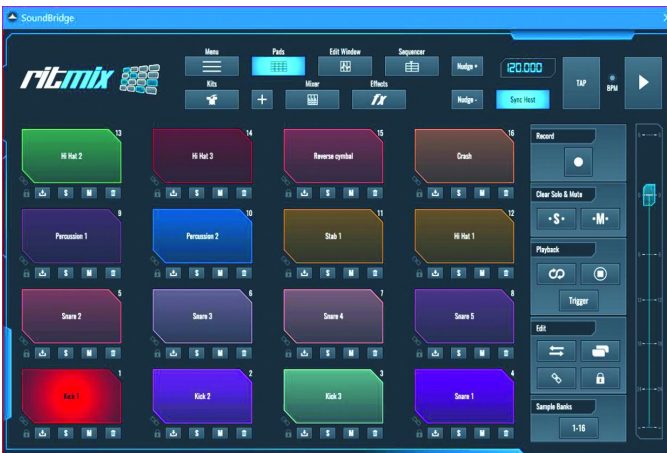 SoundBridge
ritmix
Menu Pads Edit Window Sequencer
Nudge + 120.000 TAP BPM
Kits + Mixer Effects
fx
Nudge - Sync Host
13 14 15 16
Hi Hat 2 Hi Hat 3 Reverse cymbal Crash
S M S M S M S M
9 10 11 12
Percussion 1 Percussion 2 Stab 1 Hi Hat 1
S M S M S M S M
5 6 7 8
Snare 2 Snare 3 Snare 4 Snare 5
S M S M S M S M
1 2 3 4
Kick 1 Kick 2 Kick 3 Snare 1
S M S M S M S M
Record
Clear Solo & Mute
·S· ·M·
Playback
Trigger
Edit
Sample Banks
1-16